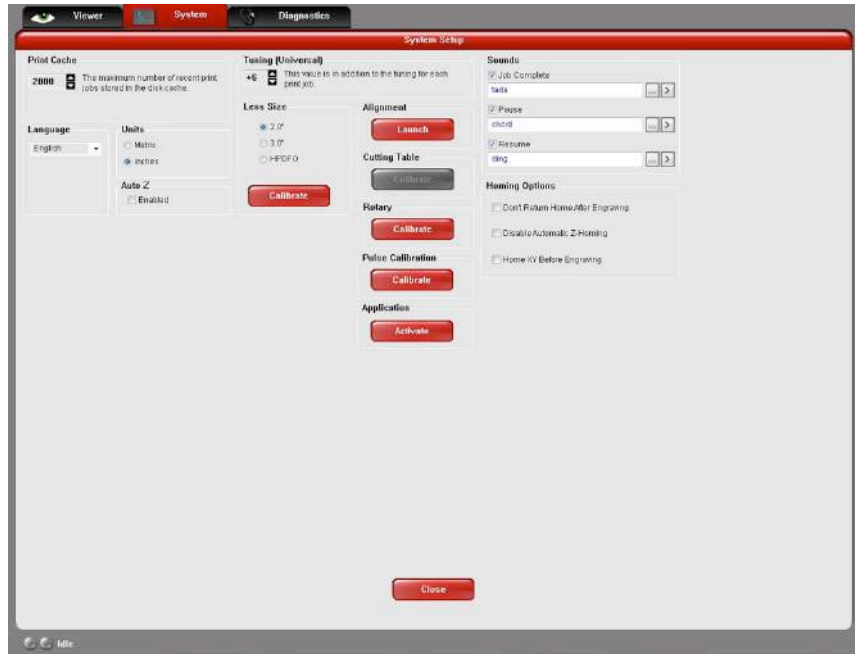 Viewer
System
Diagnostics
System Setup
Print Cache
2000
The maximum number of recent print
jobs stored in the disk cache.
Language
English
Units
Metric
Inches
Auto Z
Enabled
Tuning (Universal)
+6
This value is in addition to the tuning for each
print job.
Lens Size
2.0"
3.0"
HPDFO
Calibrate
Alignment
Launch
Cutting Table
Calibrate
Rotary
Calibrate
Pulse Calibration
Calibrate
Application
Activate
Sounds
Job Complete
tada
... >
Pause
chord
... >
Resume
ding
... >
Homing Options
Don't Return Home After Engraving
Disable Automatic Z-Homing
Home XY Before Engraving
Close
Idle